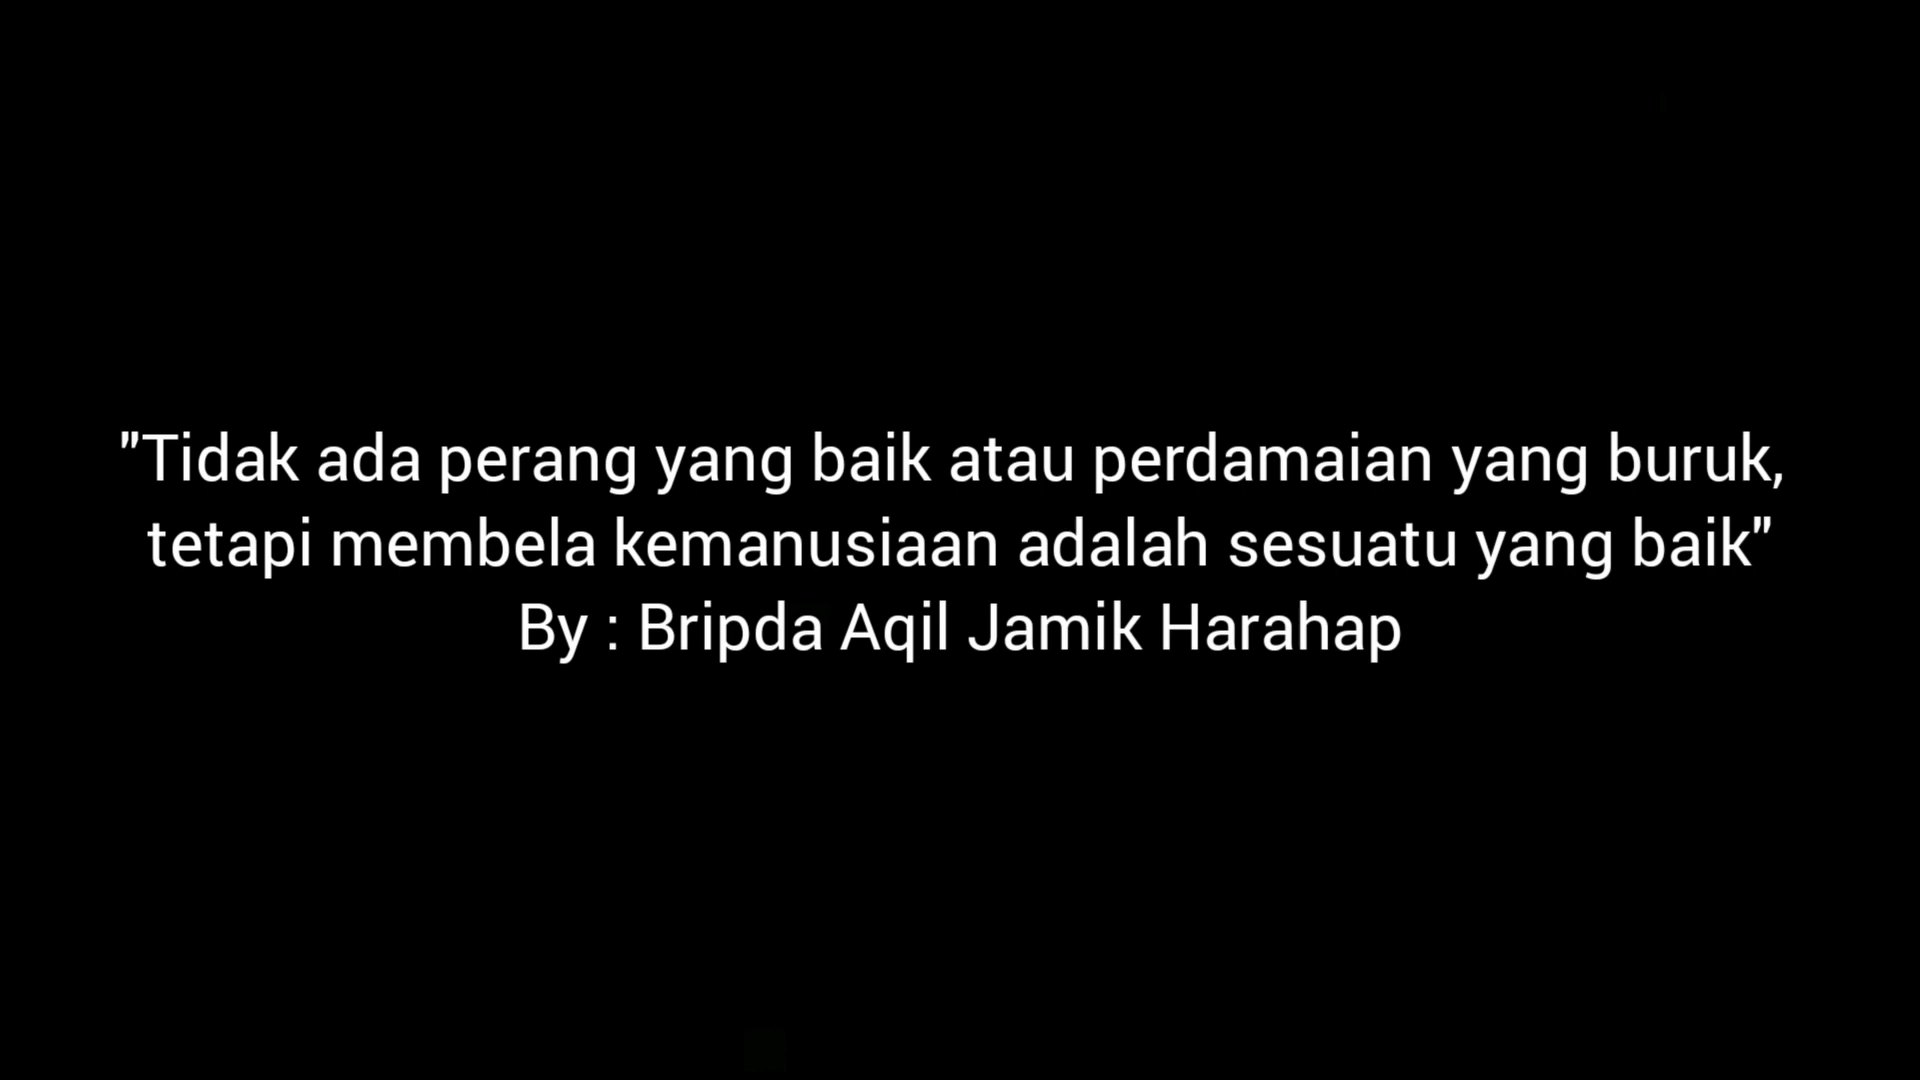 "Tidak ada perang yang baik atau perdamaian yang buruk,
tetapi membela kemanusiaan adalah sesuatu yang baik"
By : Bripda Aqil Jamik Harahap